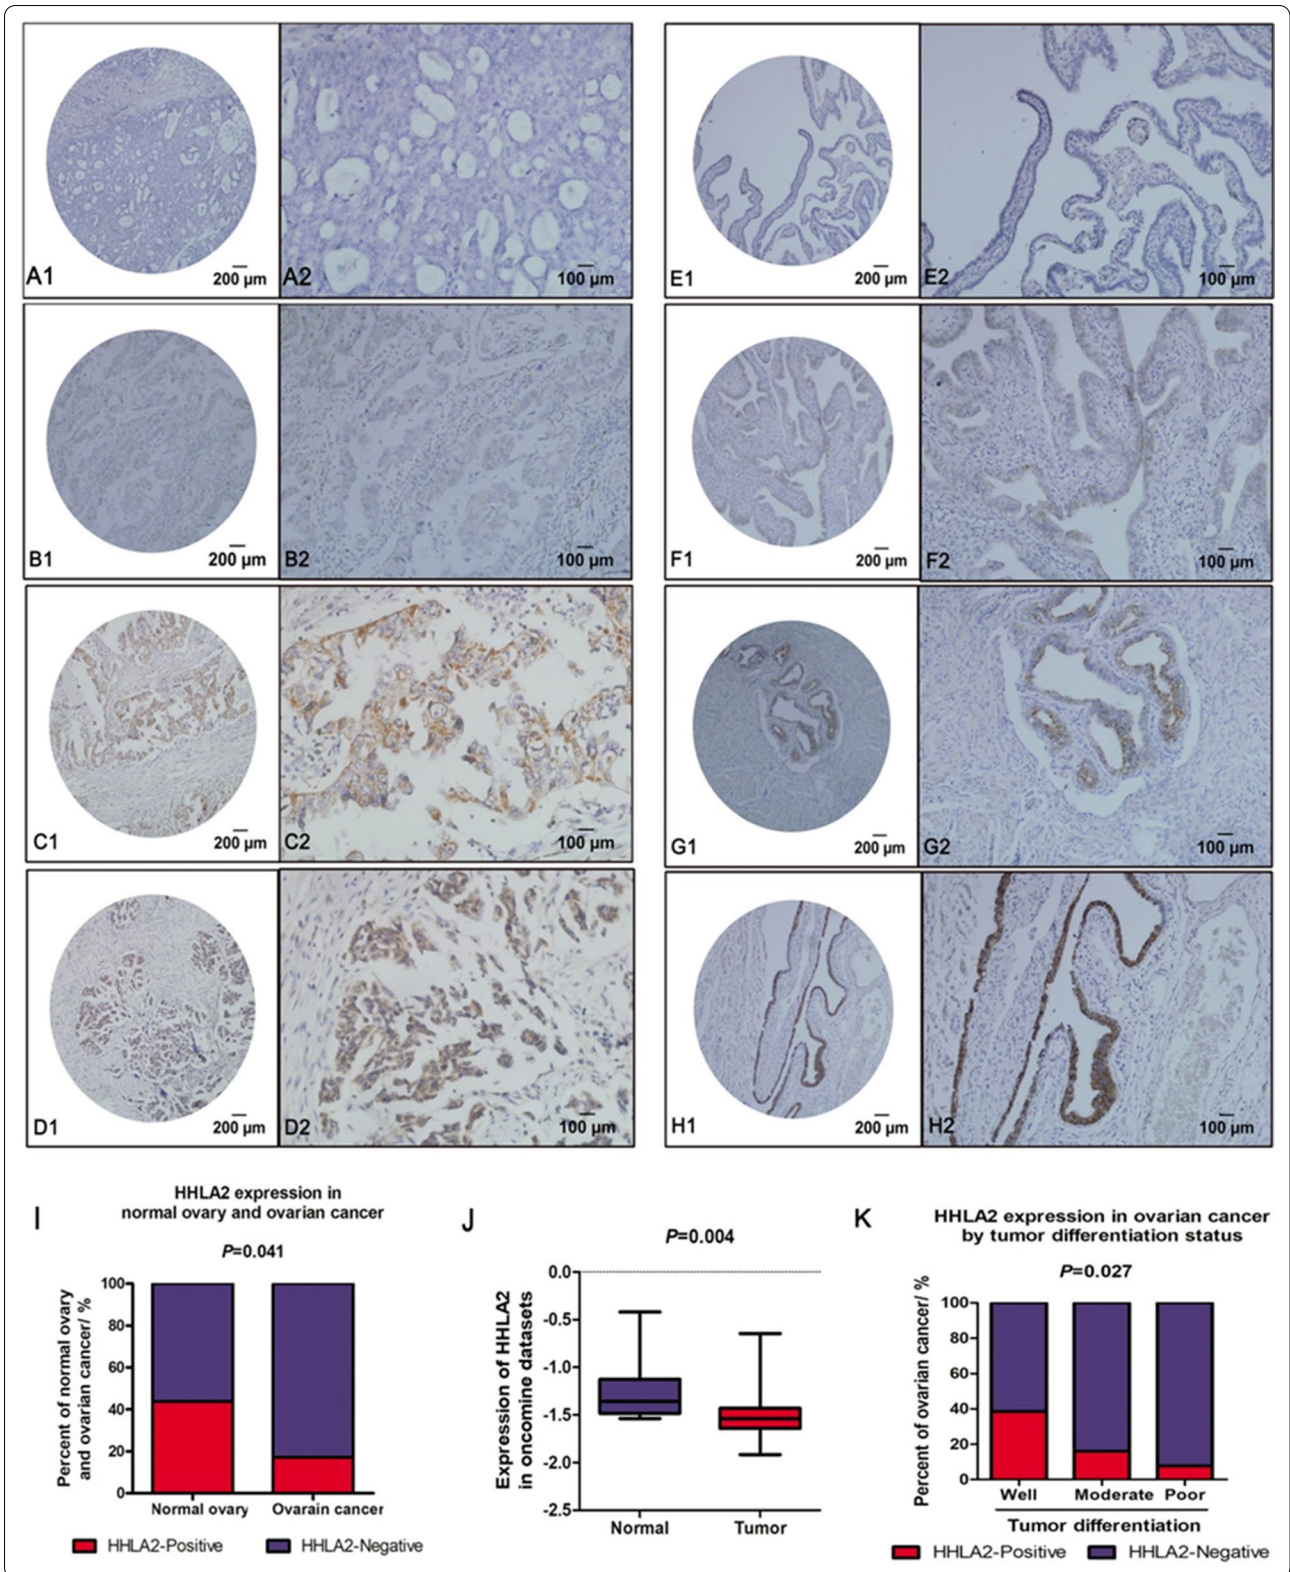 A1
200 µm
A2
100 µm
E1
200 µm
E2
100 µm
B1
200 µm
B2
100 µm
F1
200 µm
F2
100 µm
C1
200 µm
C2
100 µm
G1
200 µm
G2
100 µm
D1
200 µm
D2
100 µm
H1
200 µm
H2
100 µm
I
HHLA2 expression in
normal ovary and ovarian cancer
P=0.041
Percent of normal ovary
and ovarian cancer/ %
100
80
60
40
20
0
Normal ovary
Ovarain cancer
HHLA2-Positive
HHLA2-Negative
J
P=0.004
Expression of HHLA2
in oncomine datasets
0.0
-0.5
-1.0
-1.5
-2.0
-2.5
Normal
Tumor
K
HHLA2 expression in ovarian cancer
by tumor differentiation status
P=0.027
Percent of ovarian cancer/ %
100
80
60
40
20
0
Well
Moderate
Poor
Tumor differentiation
HHLA2-Positive
HHLA2-Negative